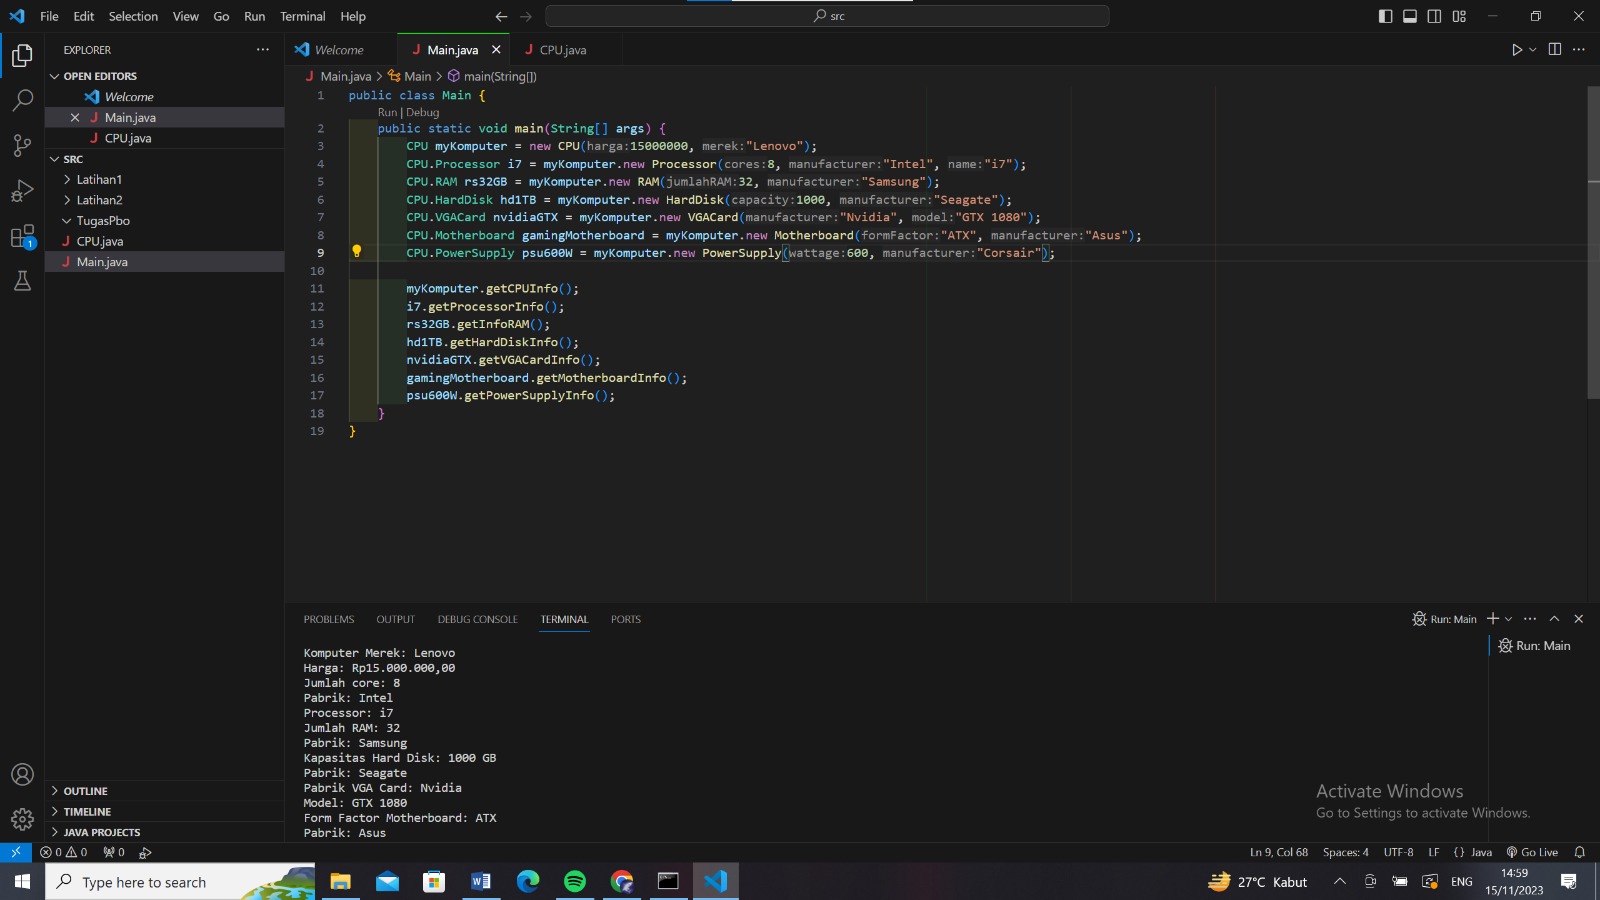 File Edit Selection View Go Run Terminal Help
src
EXPLORER
OPEN EDITORS
Welcome
Main.java
CPU.java
SRC
Latihan1
Latihan2
TugasPbo
CPU.java
Main.java
OUTLINE
TIMELINE
JAVA PROJECTS
1
Welcome
Main.java
CPU.java
Main.java > Main > main(String[])
1 public class Main {
Run | Debug
2 public static void main(String[] args) {
3 CPU myKomputer = new CPU(harga:15000000, merek:"Lenovo");
4 CPU.Processor i7 = myKomputer.new Processor(cores:8, manufacturer:"Intel", name:"i7");
5 CPU.RAM rs32GB = myKomputer.new RAM(jumlahRAM:32, manufacturer:"Samsung");
6 CPU.HardDisk hd1TB = myKomputer.new HardDisk(capacity:1000, manufacturer:"Seagate");
7 CPU.VGACard nvidiaGTX = myKomputer.new VGACard(manufacturer:"Nvidia", model:"GTX 1080");
8 CPU.Motherboard gamingMotherboard = myKomputer.new Motherboard(formFactor:"ATX", manufacturer:"Asus");
9 CPU.PowerSupply psu600W = myKomputer.new PowerSupply(wattage:600, manufacturer:"Corsair");
10
11 myKomputer.getCPUInfo();
12 i7.getProcessorInfo();
13 rs32GB.getInfoRAM();
14 hd1TB.getHardDiskInfo();
15 nvidiaGTX.getVGACardInfo();
16 gamingMotherboard.getMotherboardInfo();
17 psu600W.getPowerSupplyInfo();
18 }
19 }
PROBLEMS OUTPUT DEBUG CONSOLE TERMINAL PORTS
Run: Main
Run: Main
Komputer Merek: Lenovo
Harga: Rp15.000.000,00
Jumlah core: 8
Pabrik: Intel
Processor: i7
Jumlah RAM: 32
Pabrik: Samsung
Kapasitas Hard Disk: 1000 GB
Pabrik: Seagate
Pabrik VGA Card: Nvidia
Model: GTX 1080
Form Factor Motherboard: ATX
Pabrik: Asus
Activate Windows
Go to Settings to activate Windows.
0 0 0
Ln 9, Col 68 Spaces: 4 UTF-8 LF {} Java Go Live
Type here to search
27°C Kabut
ENG
14:59
15/11/2023